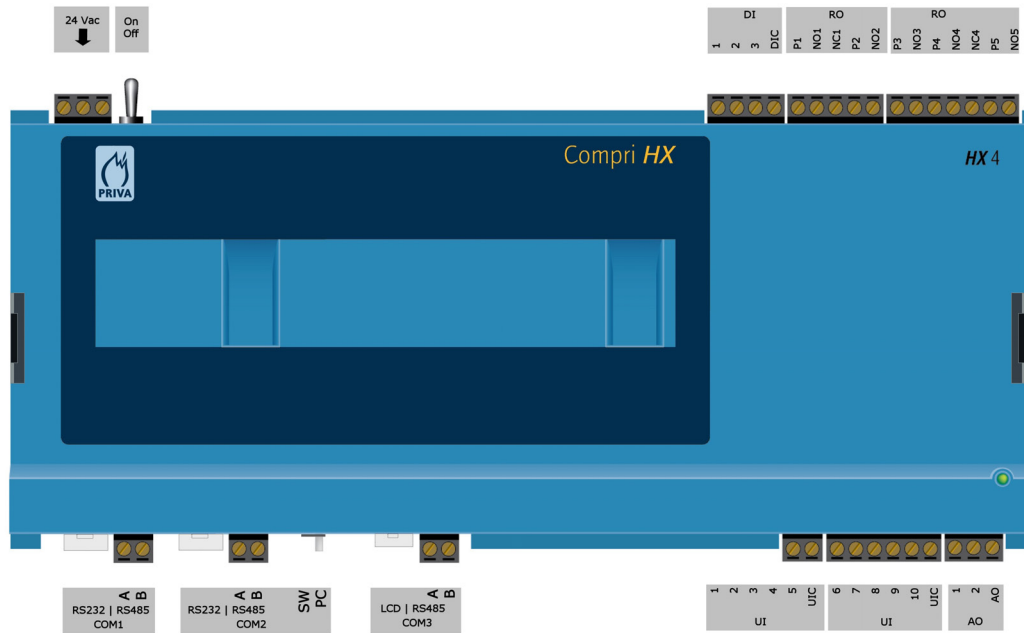 24 Vac
On
Off
DI
RO
RO
1
2
3
DIC
P1
NO1
NC1
P2
NO2
P3
NO3
P4
NO4
NC4
P5
NO5
PRIVA
Compri HX
HX 4
A
B
RS232 | RS485
COM1
A
B
RS232 | RS485
COM2
SW
PC
A
B
LCD | RS485
COM3
1
2
3
4
5
UIC
UI
6
7
8
9
10
UIC
UI
1
2
AO
AO